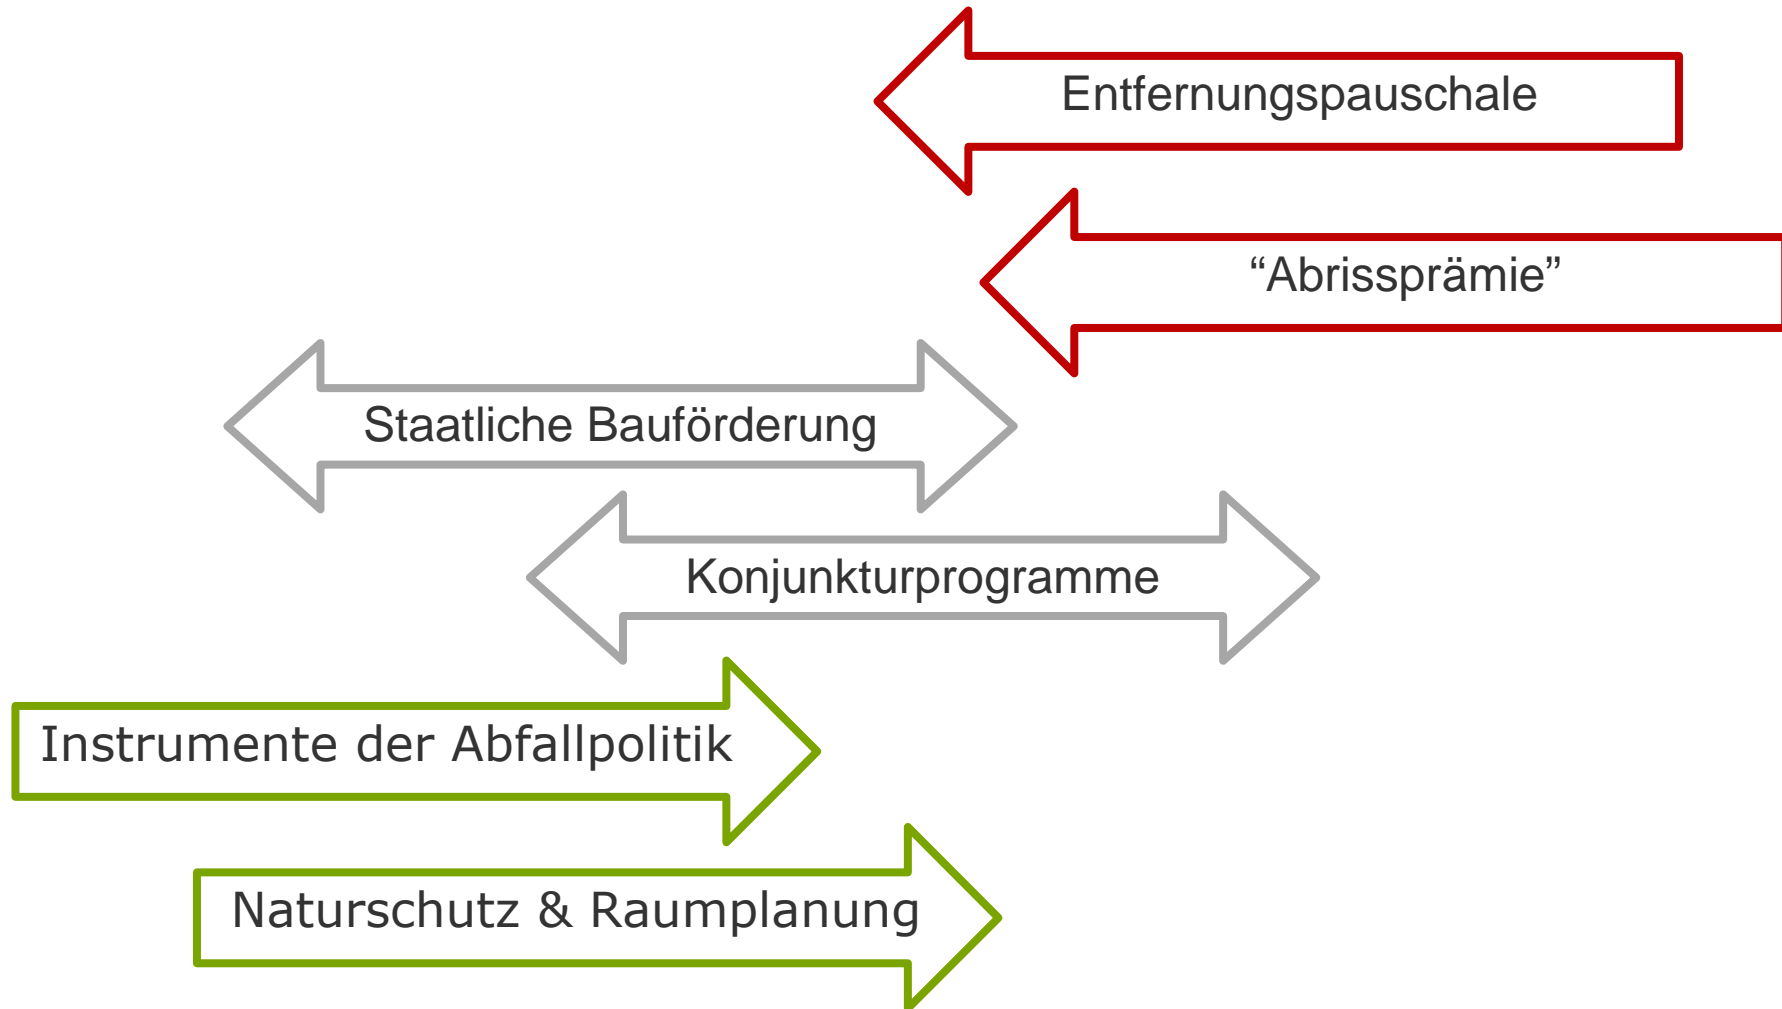 Entfernungspauschale
“Abrissprämie”
Staatliche Bauförderung
Konjunkturprogramme
Instrumente der Abfallpolitik
Naturschutz & Raumplanung